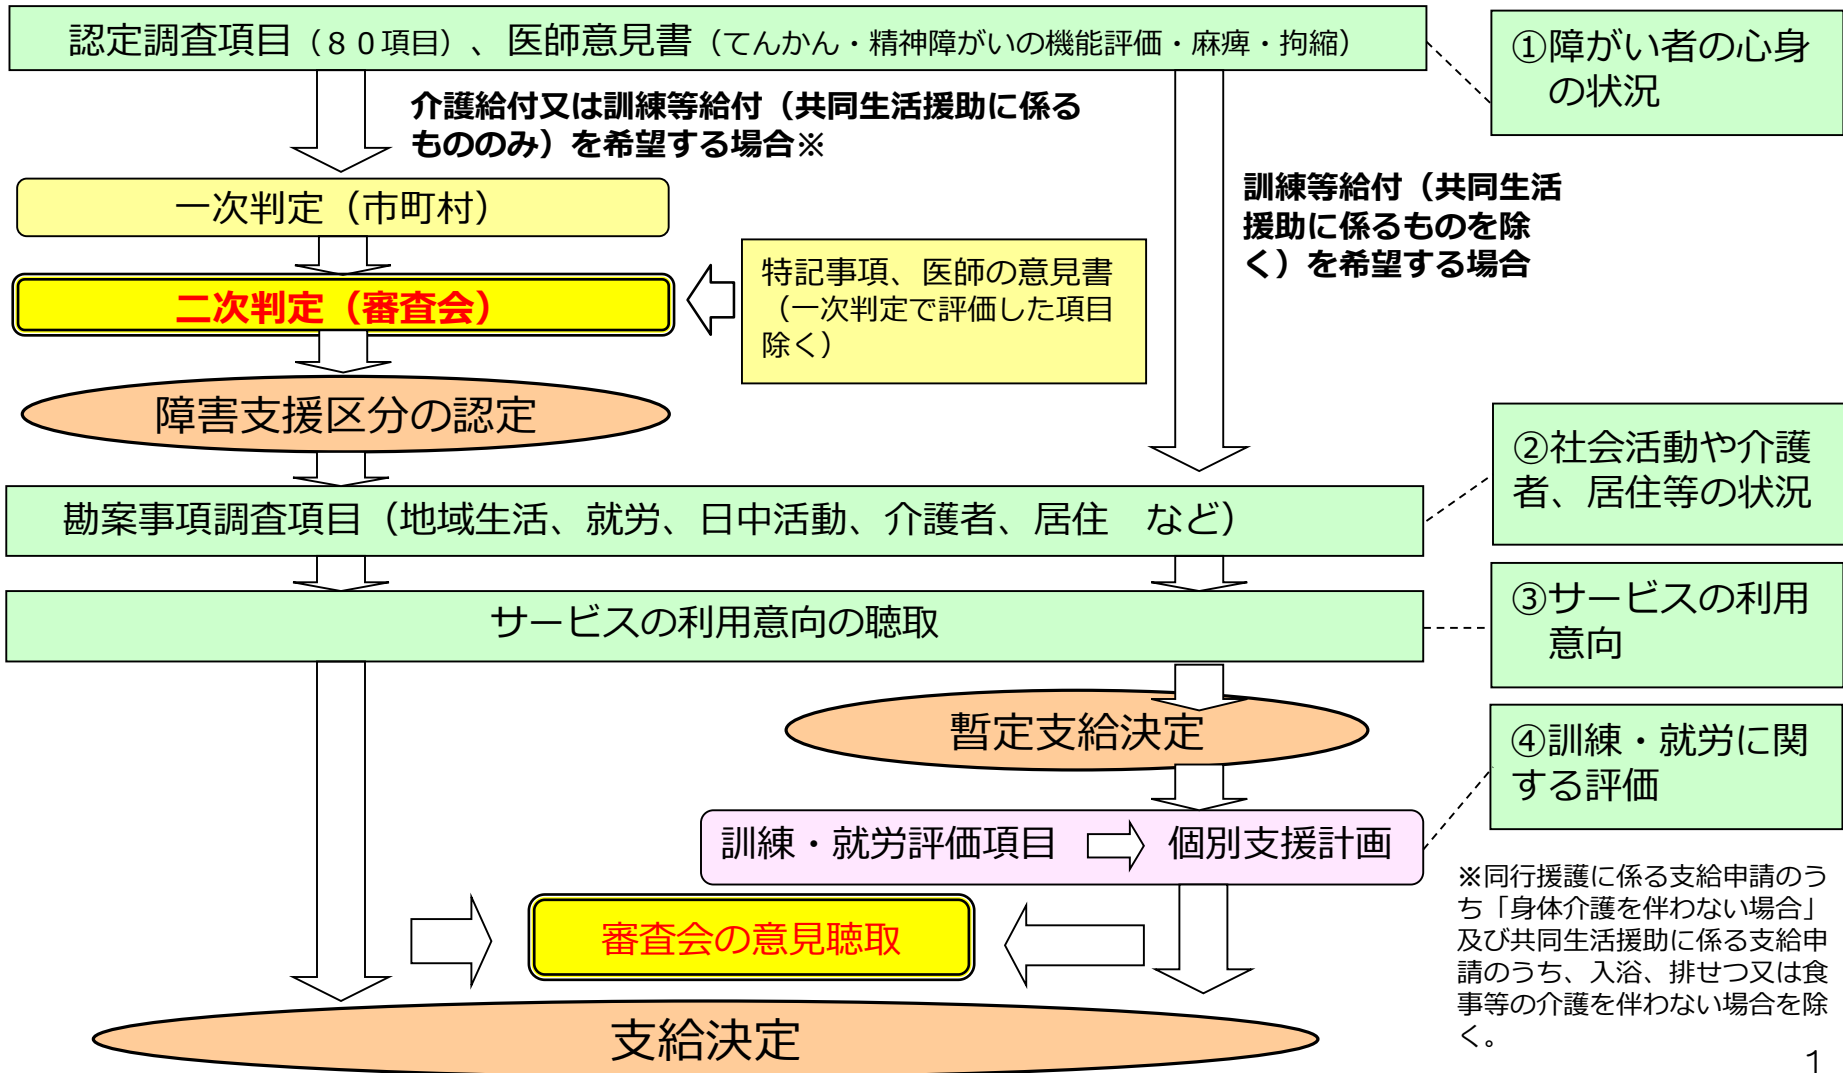 認定調査項目（８０項目）、医師意見書（てんかん・精神障がいの機能評価・麻痺・拘縮）
①障がい者の心身
の状況
介護給付又は訓練等給付（共同生活援助に係る
もののみ）を希望する場合※
訓練等給付（共同生活
援助に係るものを除
く）を希望する場合
一次判定（市町村）
二次判定（審査会）
特記事項、医師の意見書
（一次判定で評価した項目
除く）
障害支援区分の認定
②社会活動や介護
者、居住等の状況
勘案事項調査項目（地域生活、就労、日中活動、介護者、居住　など）
サービスの利用意向の聴取
③サービスの利用
意向
暫定支給決定
④訓練・就労に関
する評価
訓練・就労評価項目
個別支援計画
審査会の意見聴取
※同行援護に係る支給申請のう
ち「身体介護を伴わない場合」
及び共同生活援助に係る支給申
請のうち、入浴、排せつ又は食
事等の介護を伴わない場合を除
く。
支給決定
1